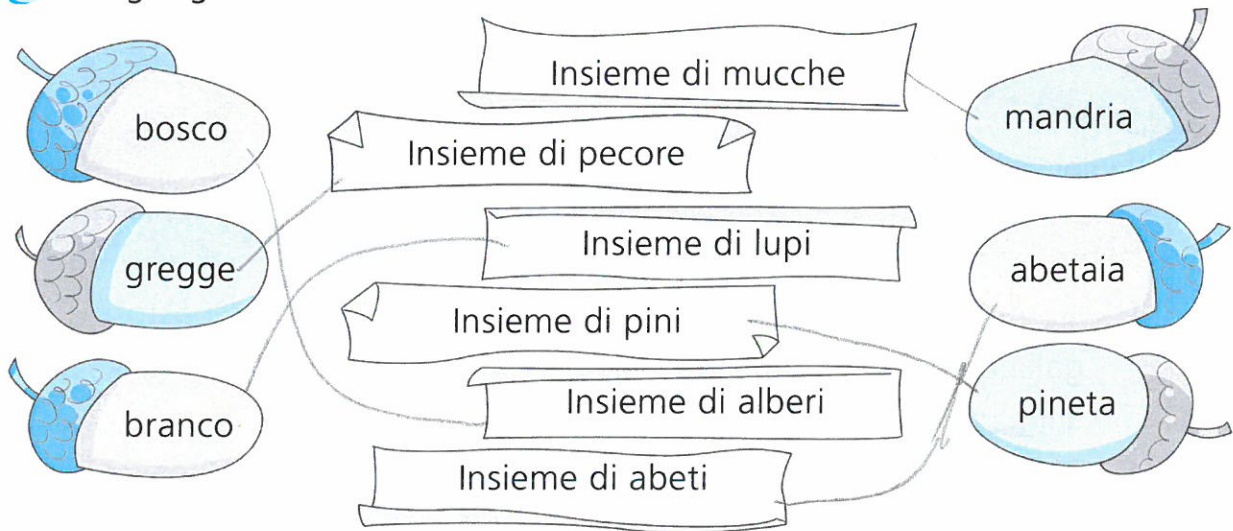 Insieme di mucche
bosco
mandria
Insieme di pecore
Insieme di lupi
gregge
abetaia
Insieme di pini
Insieme di alberi
pineta
branco
Insieme di abeti